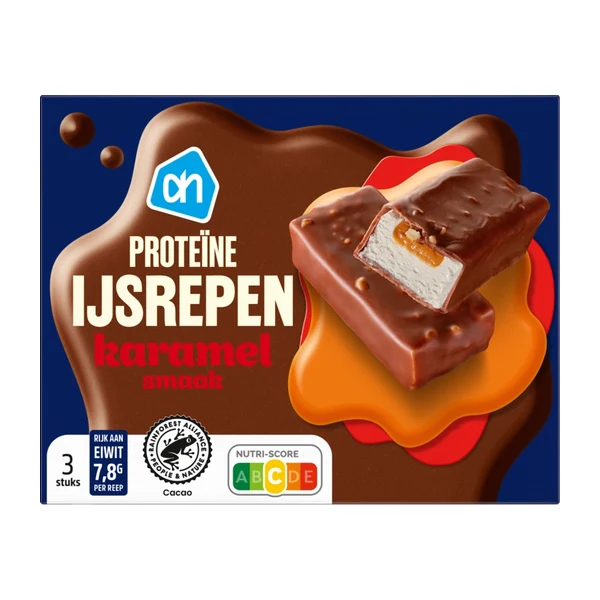 ah
PROTEÏNE
IJSREPEN
karamel
smaak
3
stuks
RIJK AAN
EIWIT
7,8G
PER REEP
RAINFOREST ALLIANCE
PEOPLE & NATURE
Cacao
NUTRI-SCORE
A B C D E